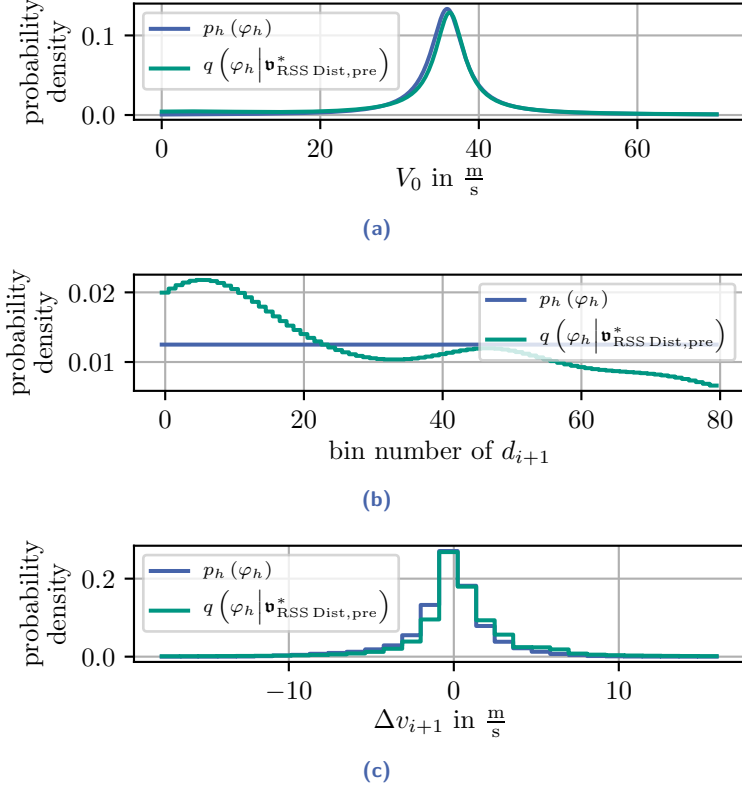 0.1
0.0
probability
density
p_h (φ_h)
q (φ_h | 𝔳*_RSS Dist,pre)
0 20 40 60
V_0 in m/s
(a)
0.02
0.01
probability
density
p_h (φ_h)
q (φ_h | 𝔳*_RSS Dist,pre)
0 20 40 60 80
bin number of d_{i+1}
(b)
0.2
0.0
probability
density
p_h (φ_h)
q (φ_h | 𝔳*_RSS Dist,pre)
−10 0 10
Δv_{i+1} in m/s
(c)